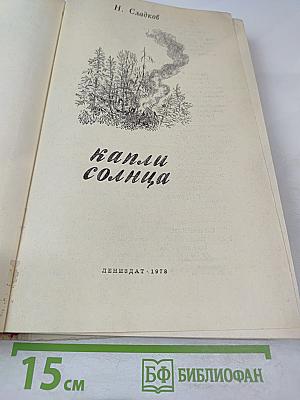 Н. Сладков
капли
солнца
ЛЕНИЗДАТ · 1978
15 см
БФ БИБЛИОФАН